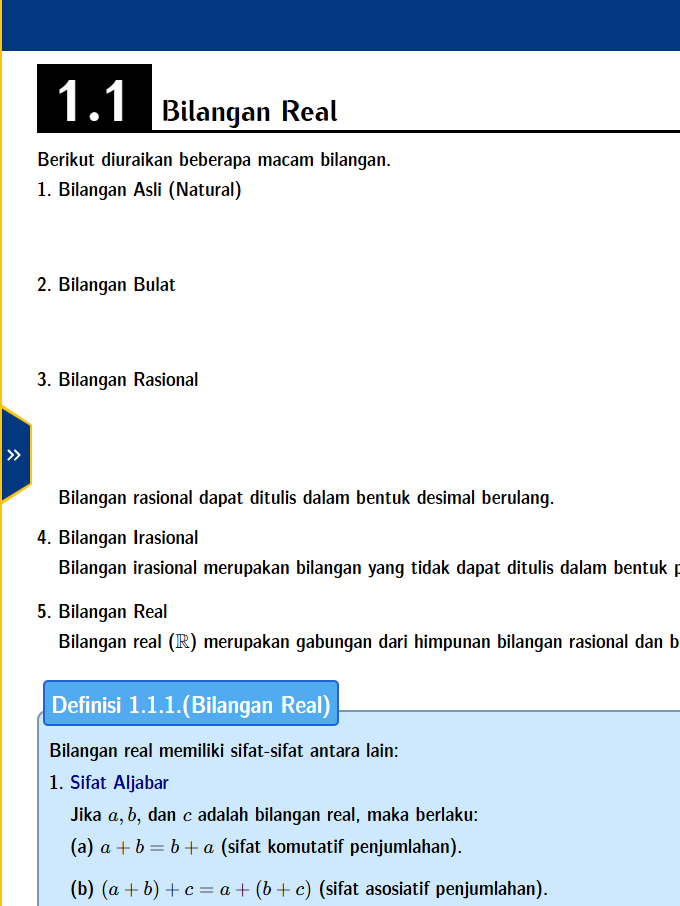 1.1 Bilangan Real
Berikut diuraikan beberapa macam bilangan.
1. Bilangan Asli (Natural)
2. Bilangan Bulat
3. Bilangan Rasional
»
Bilangan rasional dapat ditulis dalam bentuk desimal berulang.
4. Bilangan Irasional
Bilangan irasional merupakan bilangan yang tidak dapat ditulis dalam bentuk
5. Bilangan Real
Bilangan real (ℝ) merupakan gabungan dari himpunan bilangan rasional dan
Definisi 1.1.1.(Bilangan Real)
Bilangan real memiliki sifat-sifat antara lain:
1. Sifat Aljabar
Jika a, b, dan c adalah bilangan real, maka berlaku:
(a) a + b = b + a (sifat komutatif penjumlahan).
(b) (a + b) + c = a + (b + c) (sifat asosiatif penjumlahan).